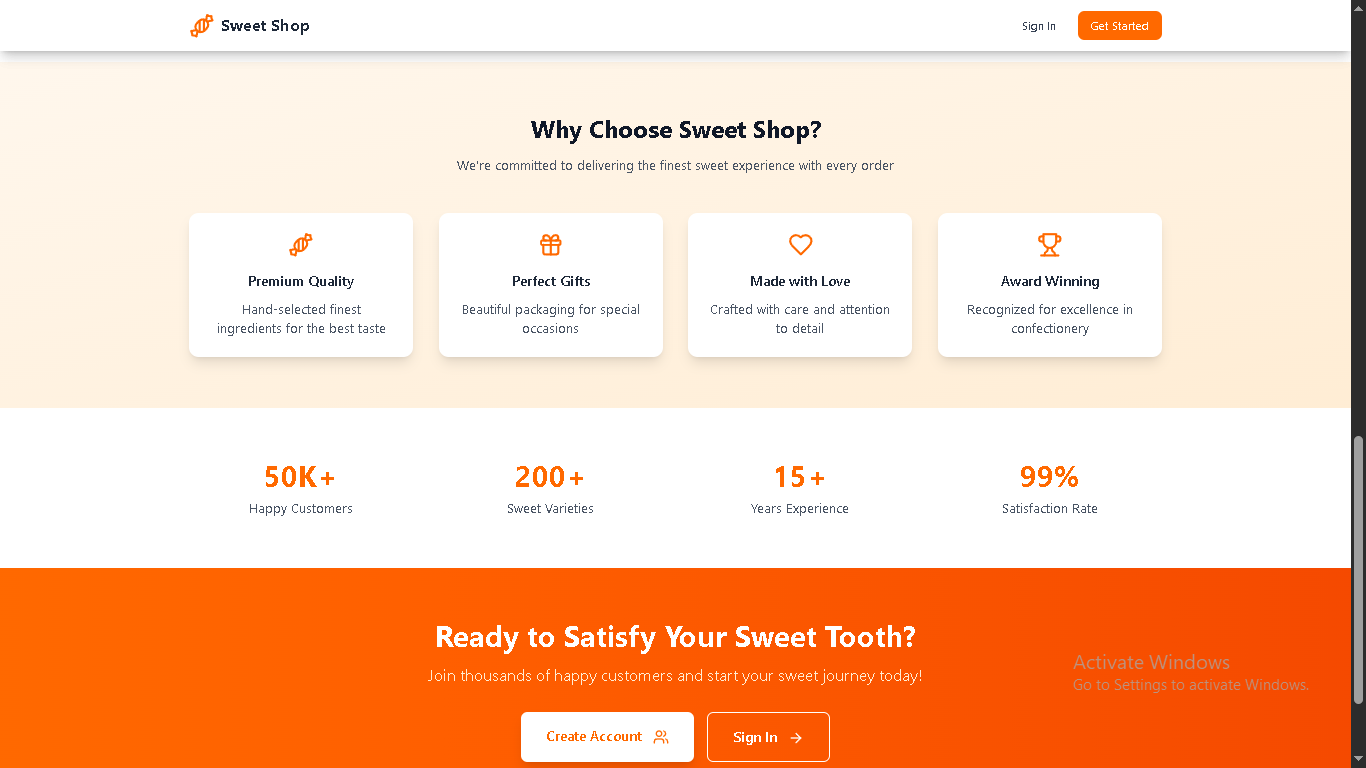 Sweet Shop
Sign In
Get Started
Why Choose Sweet Shop?
We're committed to delivering the finest sweet experience with every order
Premium Quality
Hand-selected finest
ingredients for the best taste
Perfect Gifts
Beautiful packaging for special
occasions
Made with Love
Crafted with care and attention
to detail
Award Winning
Recognized for excellence in
confectionery
50K+
Happy Customers
200+
Sweet Varieties
15+
Years Experience
99%
Satisfaction Rate
Ready to Satisfy Your Sweet Tooth?
Join thousands of happy customers and start your sweet journey today!
Create Account
Sign In
Activate Windows
Go to Settings to activate Windows.